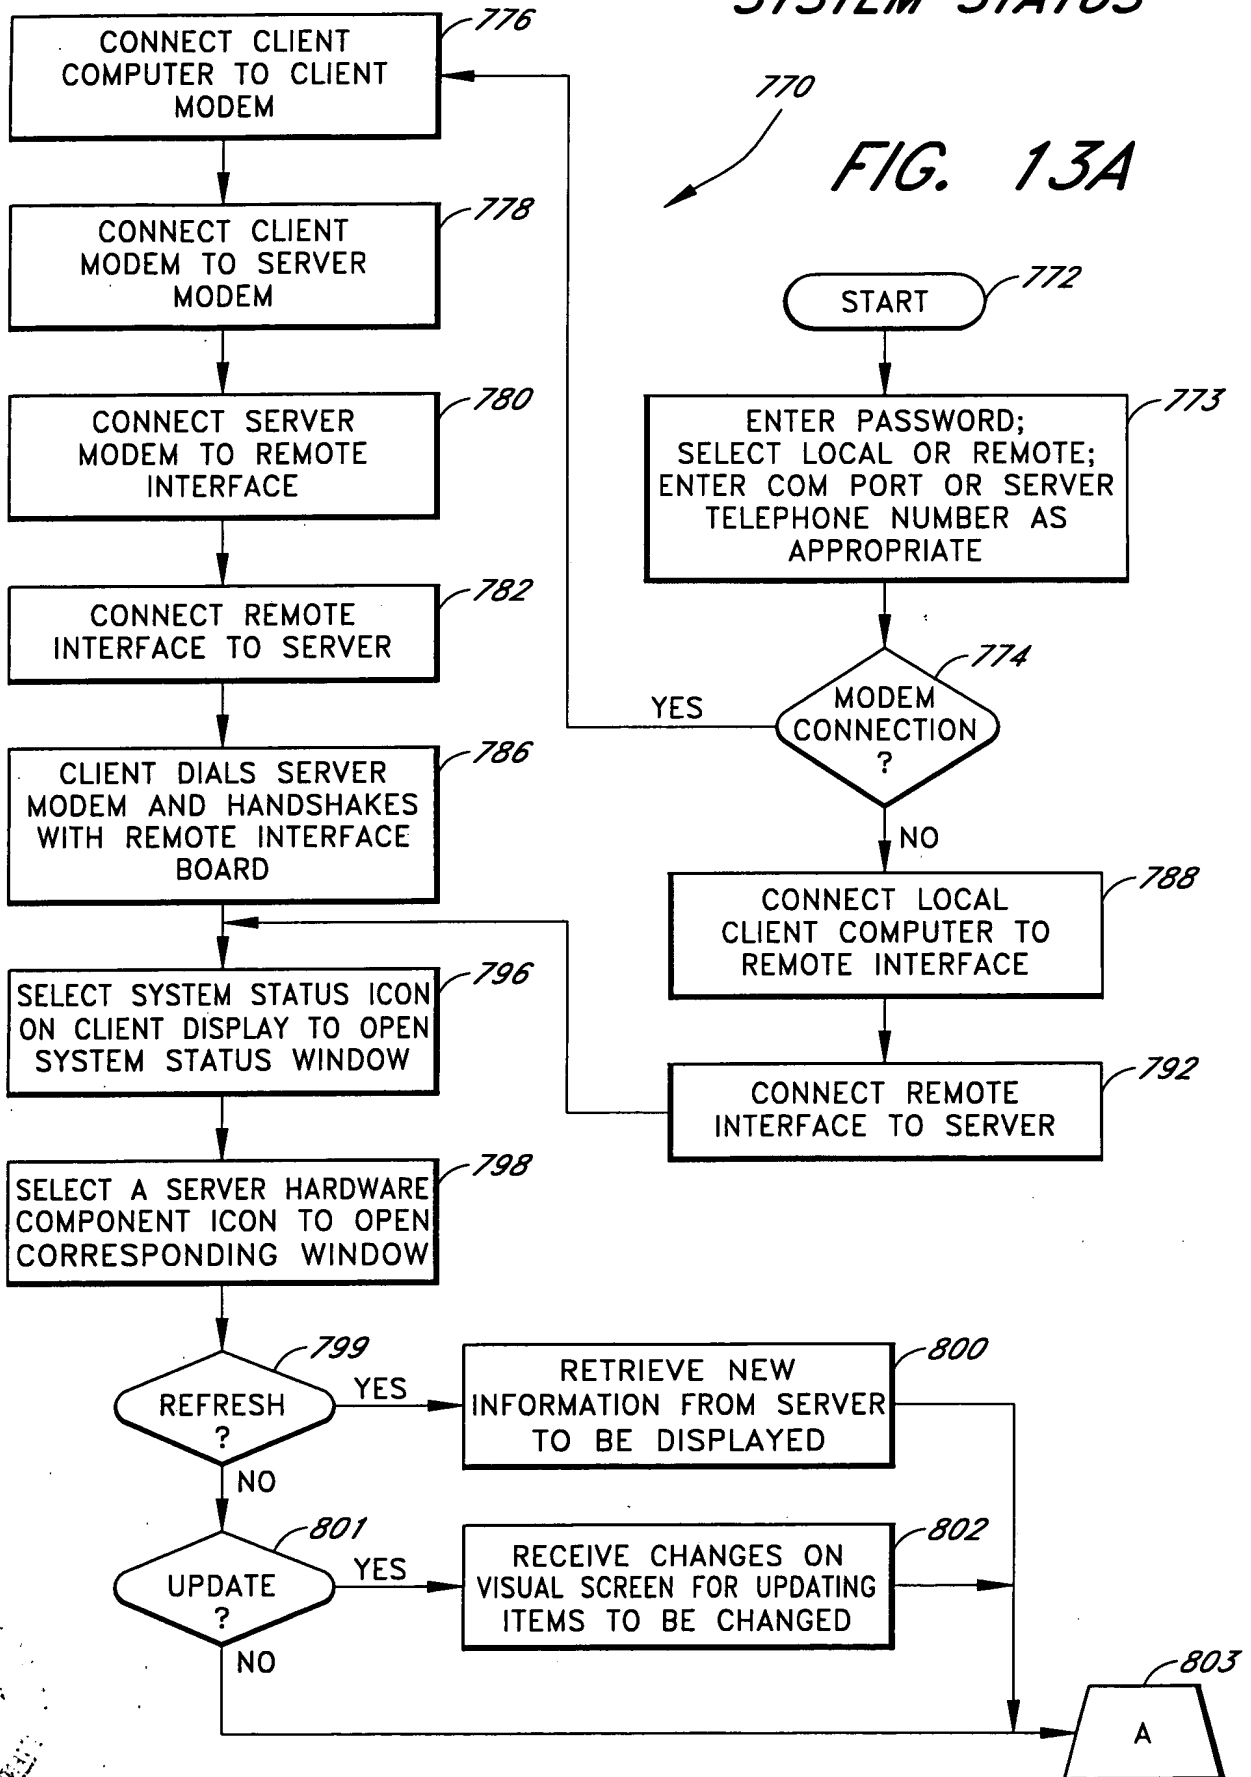 SYSTEM STATUS
770
FIG. 13A
776
CONNECT CLIENT
COMPUTER TO CLIENT
MODEM
778
CONNECT CLIENT
MODEM TO SERVER
MODEM
780
CONNECT SERVER
MODEM TO REMOTE
INTERFACE
782
CONNECT REMOTE
INTERFACE TO SERVER
786
CLIENT DIALS SERVER
MODEM AND HANDSHAKES
WITH REMOTE INTERFACE
BOARD
772
START
773
ENTER PASSWORD;
SELECT LOCAL OR REMOTE;
ENTER COM PORT OR SERVER
TELEPHONE NUMBER AS
APPROPRIATE
774
MODEM
CONNECTION
?
YES
NO
788
CONNECT LOCAL
CLIENT COMPUTER TO
REMOTE INTERFACE
792
CONNECT REMOTE
INTERFACE TO SERVER
796
SELECT SYSTEM STATUS ICON
ON CLIENT DISPLAY TO OPEN
SYSTEM STATUS WINDOW
798
SELECT A SERVER HARDWARE
COMPONENT ICON TO OPEN
CORRESPONDING WINDOW
799
REFRESH
?
YES
NO
800
RETRIEVE NEW
INFORMATION FROM SERVER
TO BE DISPLAYED
801
UPDATE
?
YES
NO
802
RECEIVE CHANGES ON
VISUAL SCREEN FOR UPDATING
ITEMS TO BE CHANGED
803
A